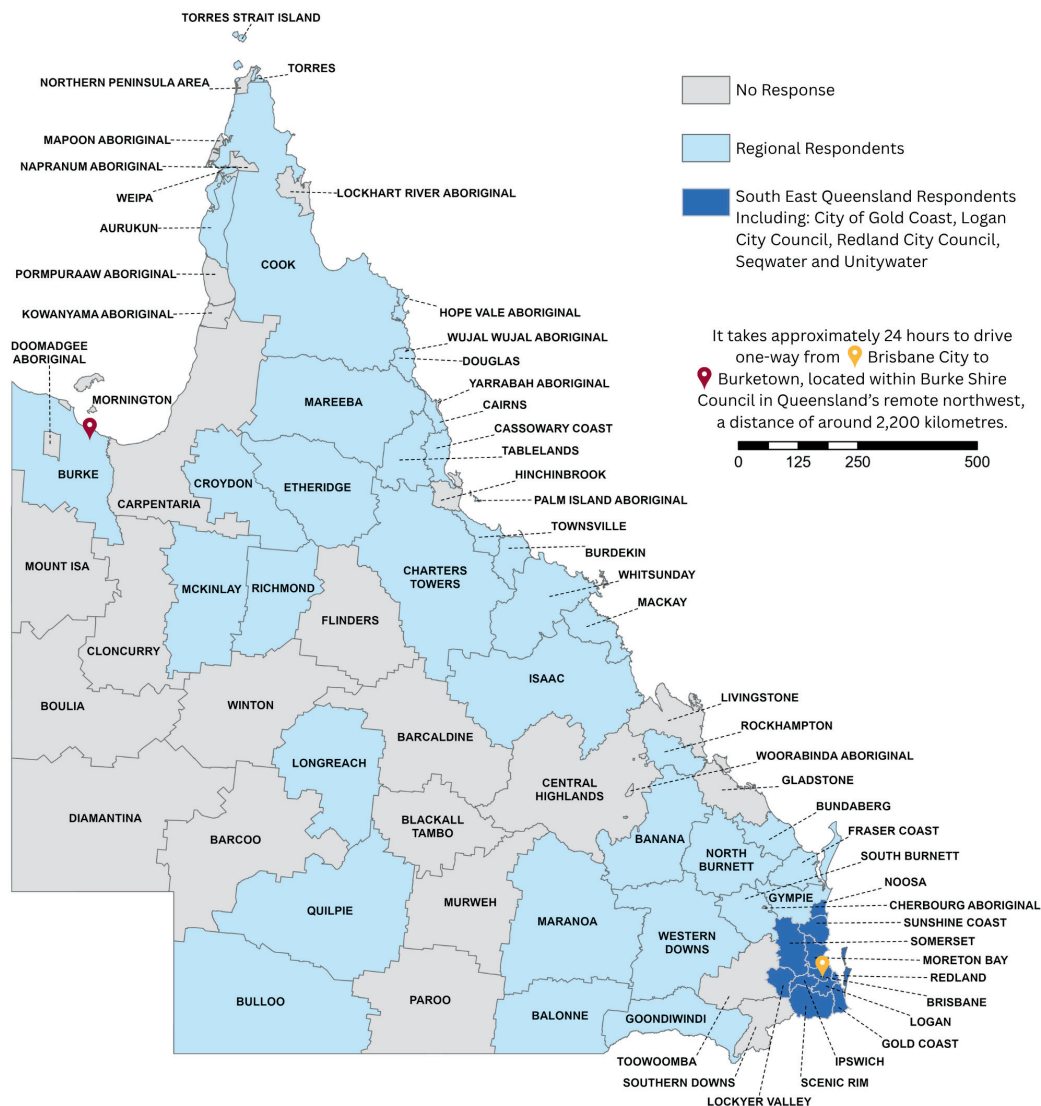 TORRES STRAIT ISLAND
TORRES
NORTHERN PENINSULA AREA
No Response
MAPOON ABORIGINAL
Regional Respondents
NAPRANUM ABORIGINAL
WEIPA
LOCKHART RIVER ABORIGINAL
South East Queensland Respondents
Including: City of Gold Coast, Logan
City Council, Redland City Council,
Seqwater and Unitywater
AURUKUN
COOK
PORMPURAAW ABORIGINAL
KOWANYAMA ABORIGINAL
HOPE VALE ABORIGINAL
It takes approximately 24 hours to drive
one-way from Brisbane City to
Burketown, located within Burke Shire
Council in Queensland's remote northwest,
a distance of around 2,200 kilometres.
0 125 250 500
DOOMADGEE
ABORIGINAL
WUJAL WUJAL ABORIGINAL
DOUGLAS
YARRABAH ABORIGINAL
MORNINGTON
MAREEBA
CAIRNS
CASSOWARY COAST
TABLELANDS
HINCHINBROOK
BURKE
CROYDON
ETHERIDGE
CARPENTARIA
PALM ISLAND ABORIGINAL
TOWNSVILLE
BURDEKIN
MOUNT ISA
MCKINLAY
RICHMOND
CHARTERS
TOWERS
WHITSUNDAY
MACKAY
FLINDERS
CLONCURRY
ISAAC
BOULIA
WINTON
LIVINGSTONE
ROCKHAMPTON
BARCALDINE
WOORABINDA ABORIGINAL
LONGREACH
GLADSTONE
CENTRAL
HIGHLANDS
DIAMANTINA
BUNDABERG
BLACKALL
TAMBO
BARCOO
BANANA
FRASER COAST
NORTH
BURNETT
SOUTH BURNETT
NOOSA
QUILPIE
MURWEH
GYMPIE
CHERBOURG ABORIGINAL
MARANOA
SUNSHINE COAST
WESTERN
DOWNS
SOMERSET
MORETON BAY
REDLAND
BULLOO
PAROO
BRISBANE
BALONNE
GOONDIWINDI
LOGAN
GOLD COAST
TOOWOOMBA
IPSWICH
SOUTHERN DOWNS
SCENIC RIM
LOCKYER VALLEY